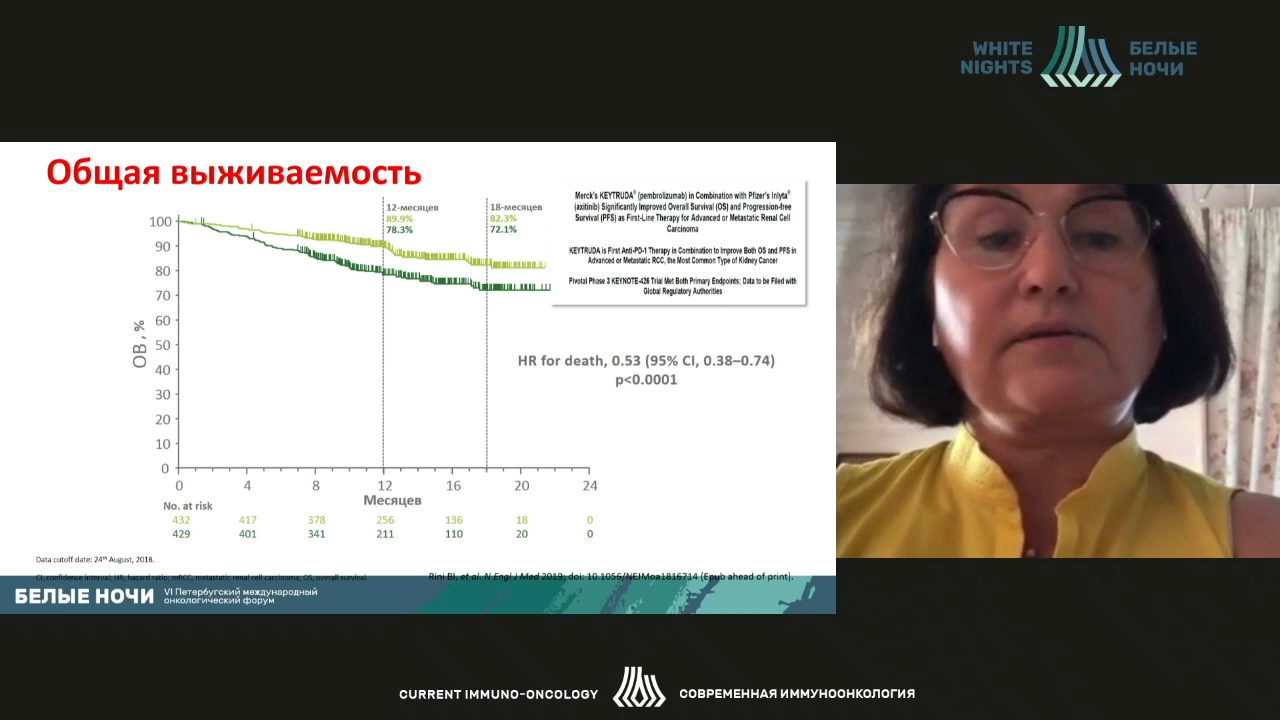 WHITE
NIGHTS
БЕЛЫЕ
НОЧИ
Общая выживаемость
Merck's KEYTRUDA® (pembrolizumab) in Combination with Pfizer's Inlyta®
(axitinib) Significantly Improved Overall Survival (OS) and Progression-free
Survival (PFS) as First-Line Therapy for Advanced or Metastatic Renal Cell
Carcinoma
KEYTRUDA is First Anti-PD-1 Therapy in Combination to Improve Both OS and PFS in
Advanced or Metastatic RCC, the Most Common Type of Kidney Cancer
Pivotal Phase 3 KEYNOTE-426 Trial Met Both Primary Endpoints; Data to be Filed with
Global Regulatory Authorities
12-месяцев
89.9%
78.3%
18-месяцев
82.3%
72.1%
100
90
80
70
60
50
40
30
20
10
0
ОВ , %
HR for death, 0.53 (95% CI, 0.38–0.74)
p<0.0001
0 4 8 12 16 20 24
Месяцев
No. at risk
432 417 378 256 136 18 0
429 401 341 211 110 20 0
Data cutoff date: 24th August, 2018.
CI, confidence interval; HR, hazard ratio; mRCC, metastatic renal cell carcinoma; OS, overall survival.
Rini BI, et al. N Engl J Med 2019; doi: 10.1056/NEJMoa1816714 (Epub ahead of print).
БЕЛЫЕ НОЧИ
VI Петербугский международный
онкологический форум
CURRENT IMMUNO-ONCOLOGY
СОВРЕМЕННАЯ ИММУНООНКОЛОГИЯ